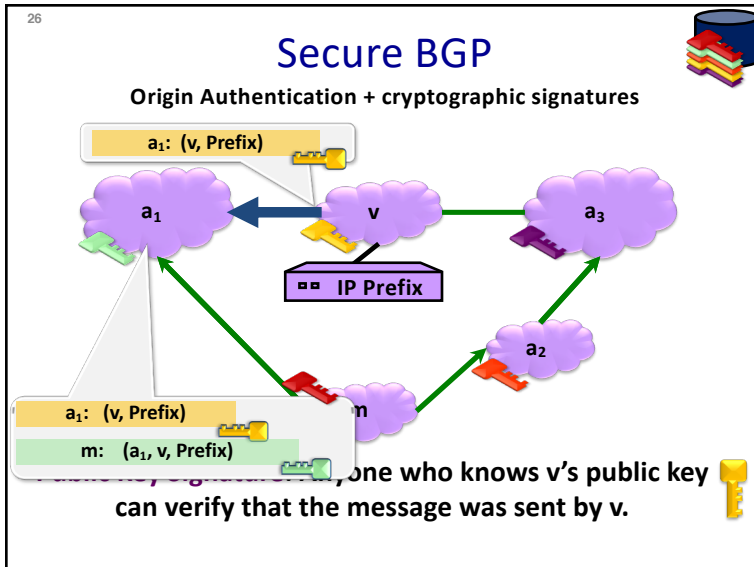 26
Secure BGP
Origin Authentication + cryptographic signatures
a₁: (v, Prefix)
a₁
v
a₃
IP Prefix
a₂
m
a₁: (v, Prefix)
m: (a₁, v, Prefix)
who knows v's public key
can verify that the message was sent by v.